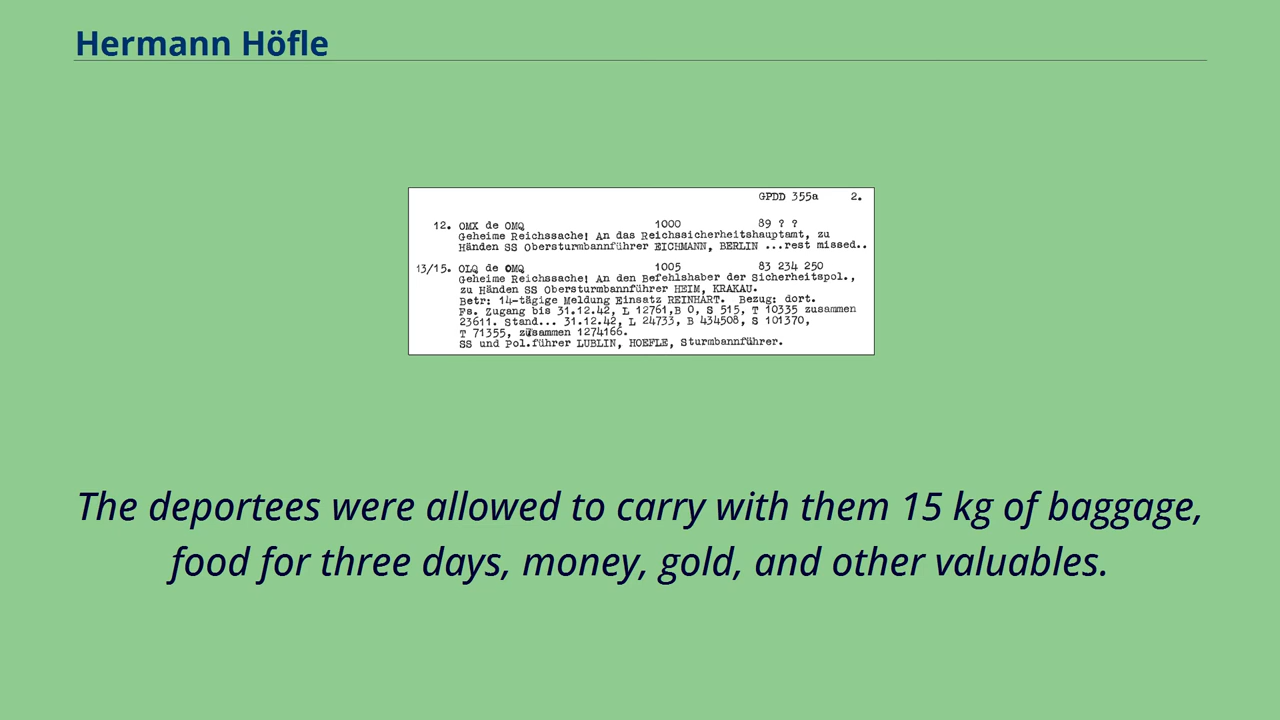 Hermann Höfle
GPDD 355a 2.
12. OMX de OMQ 1000 89 ? ?
Geheime Reichssache! An das Reichssicherheitshauptamt, zu
Händen SS Obersturmbannführer EICHMANN, BERLIN ...rest missed..
13/15. OLQ de OMQ 1005 83 234 250
Geheime Reichssache! An den Befehlshaber der Sicherheitspol.,
zu Händen SS Obersturmbannführer HEIM, KRAKAU.
Betr: 14-tägige Meldung Einsatz REINHART. Bezug: dort.
Fs. Zugang bis 31.12.42, L 12761,B 0, S 515, T 10335 zusammen
23611. Stand... 31.12.42, L 24733, B 434508, S 101370,
T 71355, zusammen 1274166.
SS und Pol.führer LUBLIN, HOEFLE, Sturmbannführer.
The deportees were allowed to carry with them 15 kg of baggage,
food for three days, money, gold, and other valuables.